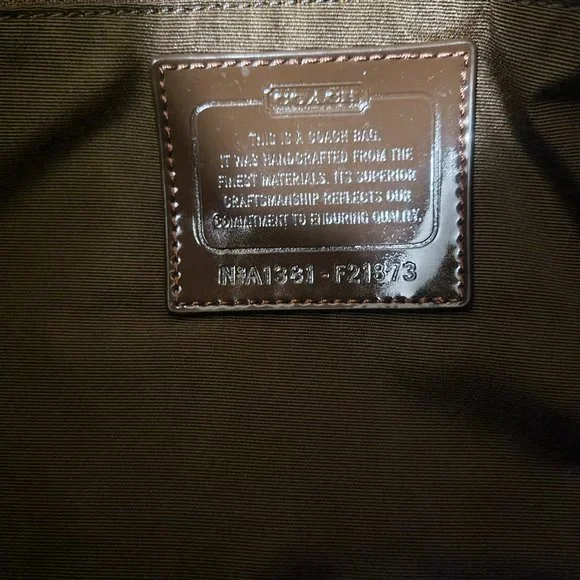 COACH
THIS IS A COACH BAG.
IT WAS HANDCRAFTED FROM THE
FINEST MATERIALS. ITS SUPERIOR
CRAFTSMANSHIP REFLECTS OUR
COMMITMENT TO ENDURING QUALITY.
NºA1381-F21873